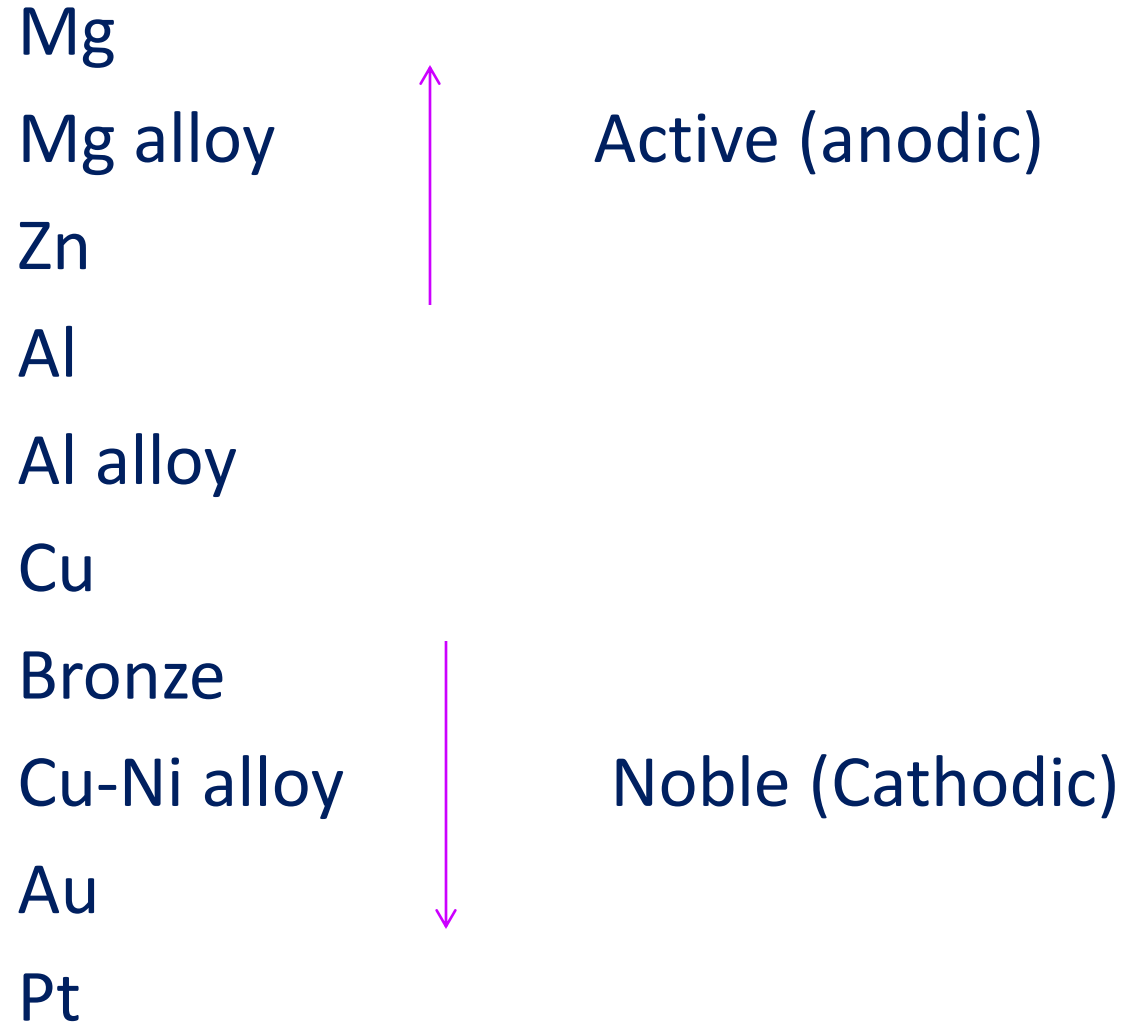 Mg
Mg alloy
Active (anodic)
Zn
Al
Al alloy
Cu
Bronze
Cu-Ni alloy
Noble (Cathodic)
Au
Pt